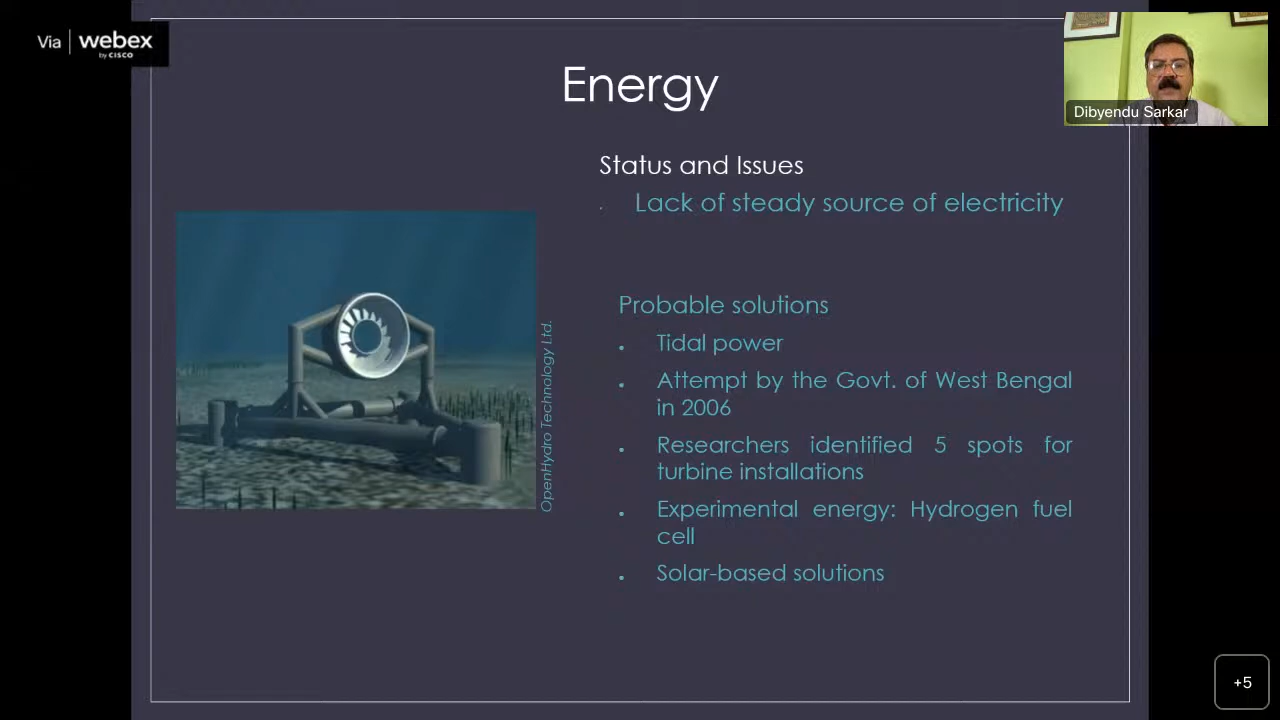 Via webex
by CISCO
Energy
Dibyendu Sarkar
Status and Issues
Lack of steady source of electricity
Probable solutions
Tidal power
Attempt by the Govt. of West Bengal
in 2006
Researchers identified 5 spots for
turbine installations
Experimental energy: Hydrogen fuel
cell
Solar-based solutions
OpenHydro Technology Ltd.
+5